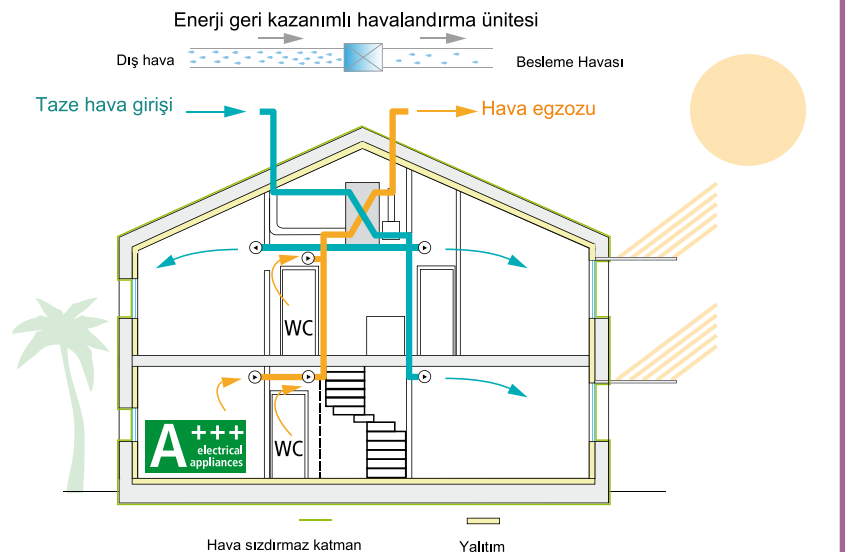 Enerji geri kazanımlı havalandırma ünitesi
Dış hava
Besleme Havası
Taze hava girişi
Hava egzozu
WC
A+++
electrical
appliances
WC
Hava sızdırmaz katman
Yalıtım